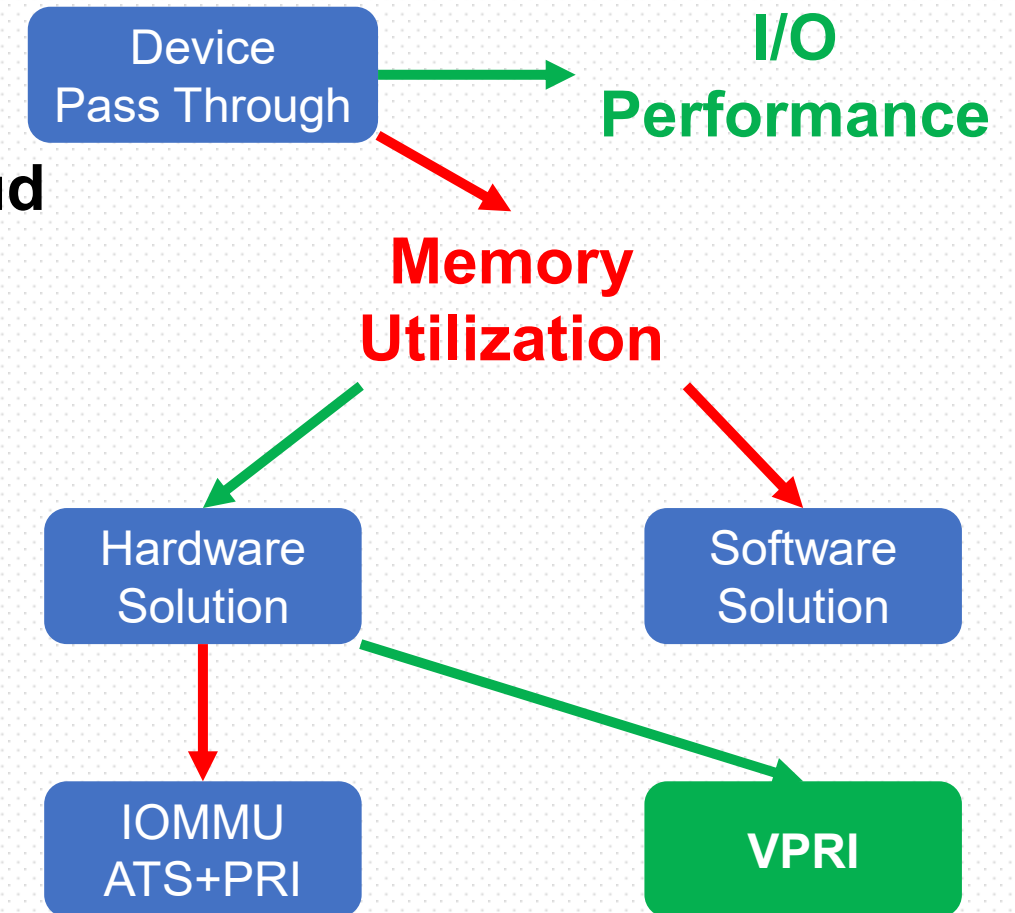 Device
Pass Through
I/O
Performance
Memory
Utilization
Hardware
Solution
Software
Solution
IOMMU
ATS+PRI
VPRI